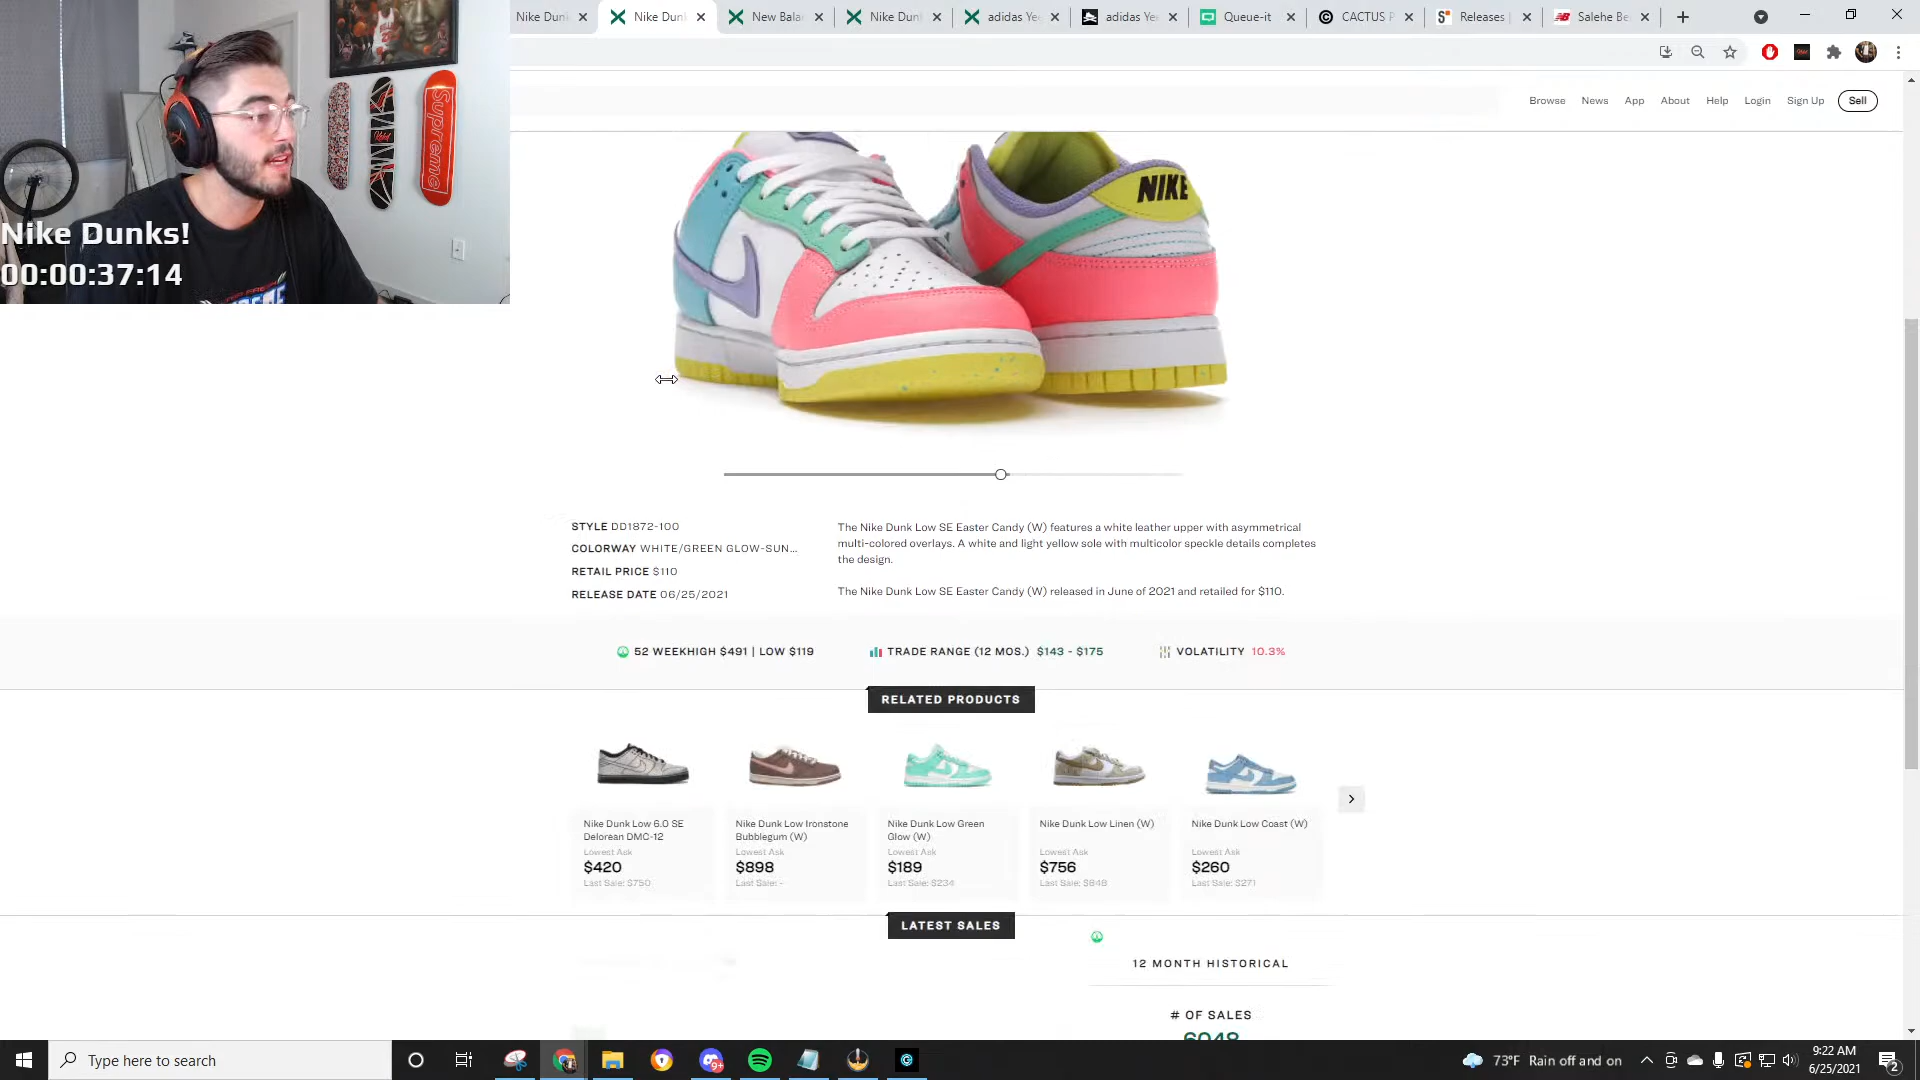 Nike Dun
Nike Dun
New Bala
Nike Dun
adidas Ye
adidas Ye
Queue-it
CACTUS P
Releases |
Salehe Be
Browse
News
App
About
Help
Login
Sign Up
Sell
Supreme
NIKE
Nike Dunks!
00:00:37:14
STYLE DD1872-100
COLORWAY WHITE/GREEN GLOW-SUN...
RETAIL PRICE $110
RELEASE DATE 06/25/2021
The Nike Dunk Low SE Easter Candy (W) features a white leather upper with asymmetrical
multi-colored overlays. A white and light yellow sole with multicolor speckle details completes
the design.
The Nike Dunk Low SE Easter Candy (W) released in June of 2021 and retailed for $110.
52 WEEKHIGH $491 | LOW $119
TRADE RANGE (12 MOS.) $143 - $175
VOLATILITY 10.3%
RELATED PRODUCTS
Nike Dunk Low 6.0 SE
Delorean DMC-12
Lowest Ask
$420
Last Sale: $750
Nike Dunk Low Ironstone
Bubblegum (W)
Lowest Ask
$898
Last Sale: -
Nike Dunk Low Green
Glow (W)
Lowest Ask
$189
Last Sale: $234
Nike Dunk Low Linen (W)
Lowest Ask
$756
Last Sale: $848
Nike Dunk Low Coast (W)
Lowest Ask
$260
Last Sale: $271
LATEST SALES
12 MONTH HISTORICAL
# OF SALES
6048
Type here to search
9+
73°F Rain off and on
9:22 AM
6/25/2021
2